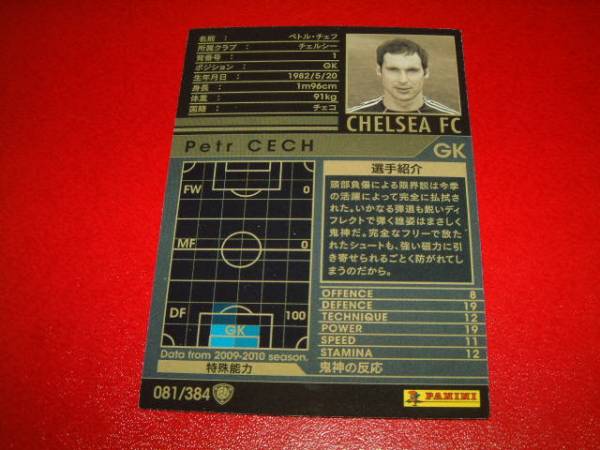 名前 : ペトル・チェフ
所属クラブ : チェルシー
背番号 : 1
ポジション : GK
生年月日 : 1982/5/20
身長 : 1m96cm
体重 : 91kg
国籍 : チェコ
CHELSEA FC
Petr CECH
GK
FW 0
MF 0
DF 100
GK
Data from 2009-2010 season.
特殊能力
選手紹介
頭部負傷による限界説は今季
の活躍によって完全に払拭さ
れた。いかなる弾道も鋭いディ
フレクトで弾く雄姿はまさしく
鬼神だ。完全なフリーで放た
れたシュートも、強い磁力に引
き寄せられるごとく防がれてし
まうのだから。
OFFENCE 8
DEFENCE 19
TECHNIQUE 12
POWER 19
SPEED 11
STAMINA 12
鬼神の反応
081/384
PANINI